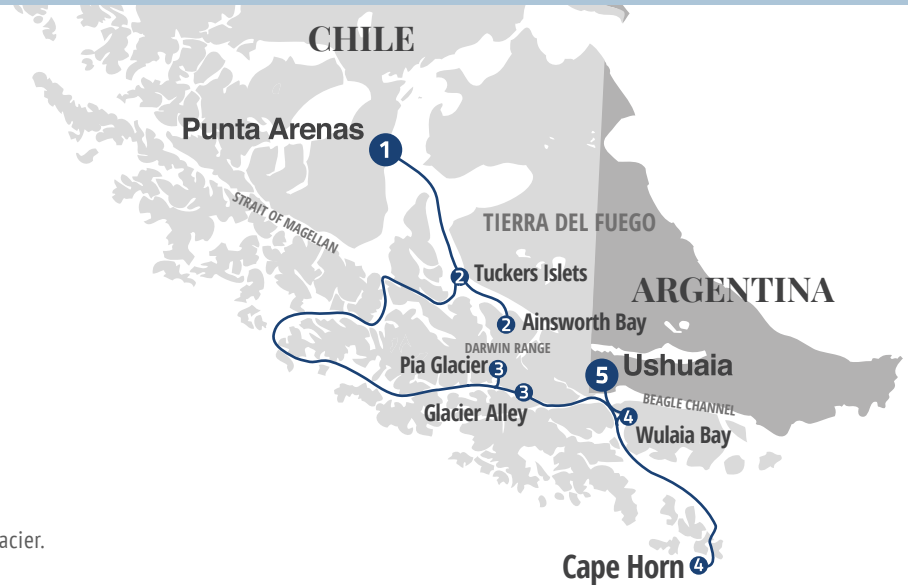 CHILE
Punta Arenas
1
STRAIT OF MAGELLAN
TIERRA DEL FUEGO
2 Tuckers Islets
ARGENTINA
2 Ainsworth Bay
DARWIN RANGE
Pia Glacier 3
5 Ushuaia
3
Glacier Alley
BEAGLE CHANNEL
4
Wulaia Bay
acier.
Cape Horn 4